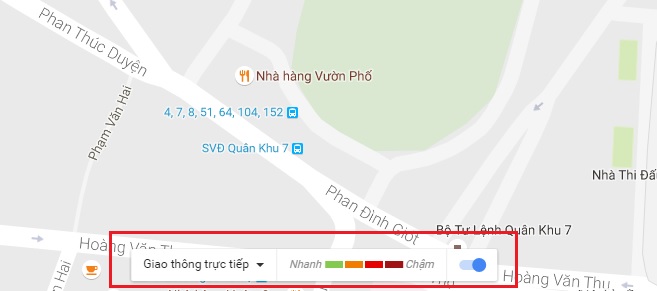 Phan Thúc Duyện
Nhà hàng Vườn Phố
4, 7, 8, 51, 64, 104, 152
Phạm Văn Hai
SVĐ Quân Khu 7
Nhà Thi Đấ
Phan Đình Giót
Bộ Tư Lệnh Quân Khu 7
Hoàng Văn Thụ
Giao thông trực tiếp
Nhanh
Chậm
Văn Hai
Hoàng Văn Thụ